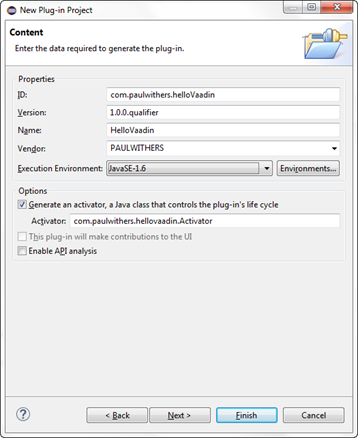 New Plug-in Project
Content
Enter the data required to generate the plug-in.
Properties
ID: com.paulwithers.helloVaadin
Version: 1.0.0.qualifier
Name: HelloVaadin
Vendor: PAULWITHERS
Execution Environment: JavaSE-1.6 Environments...
Options
Generate an activator, a Java class that controls the plug-in's life cycle
Activator: com.paulwithers.hellovaadin.Activator
This plug-in will make contributions to the UI
Enable API analysis
? < Back Next > Finish Cancel